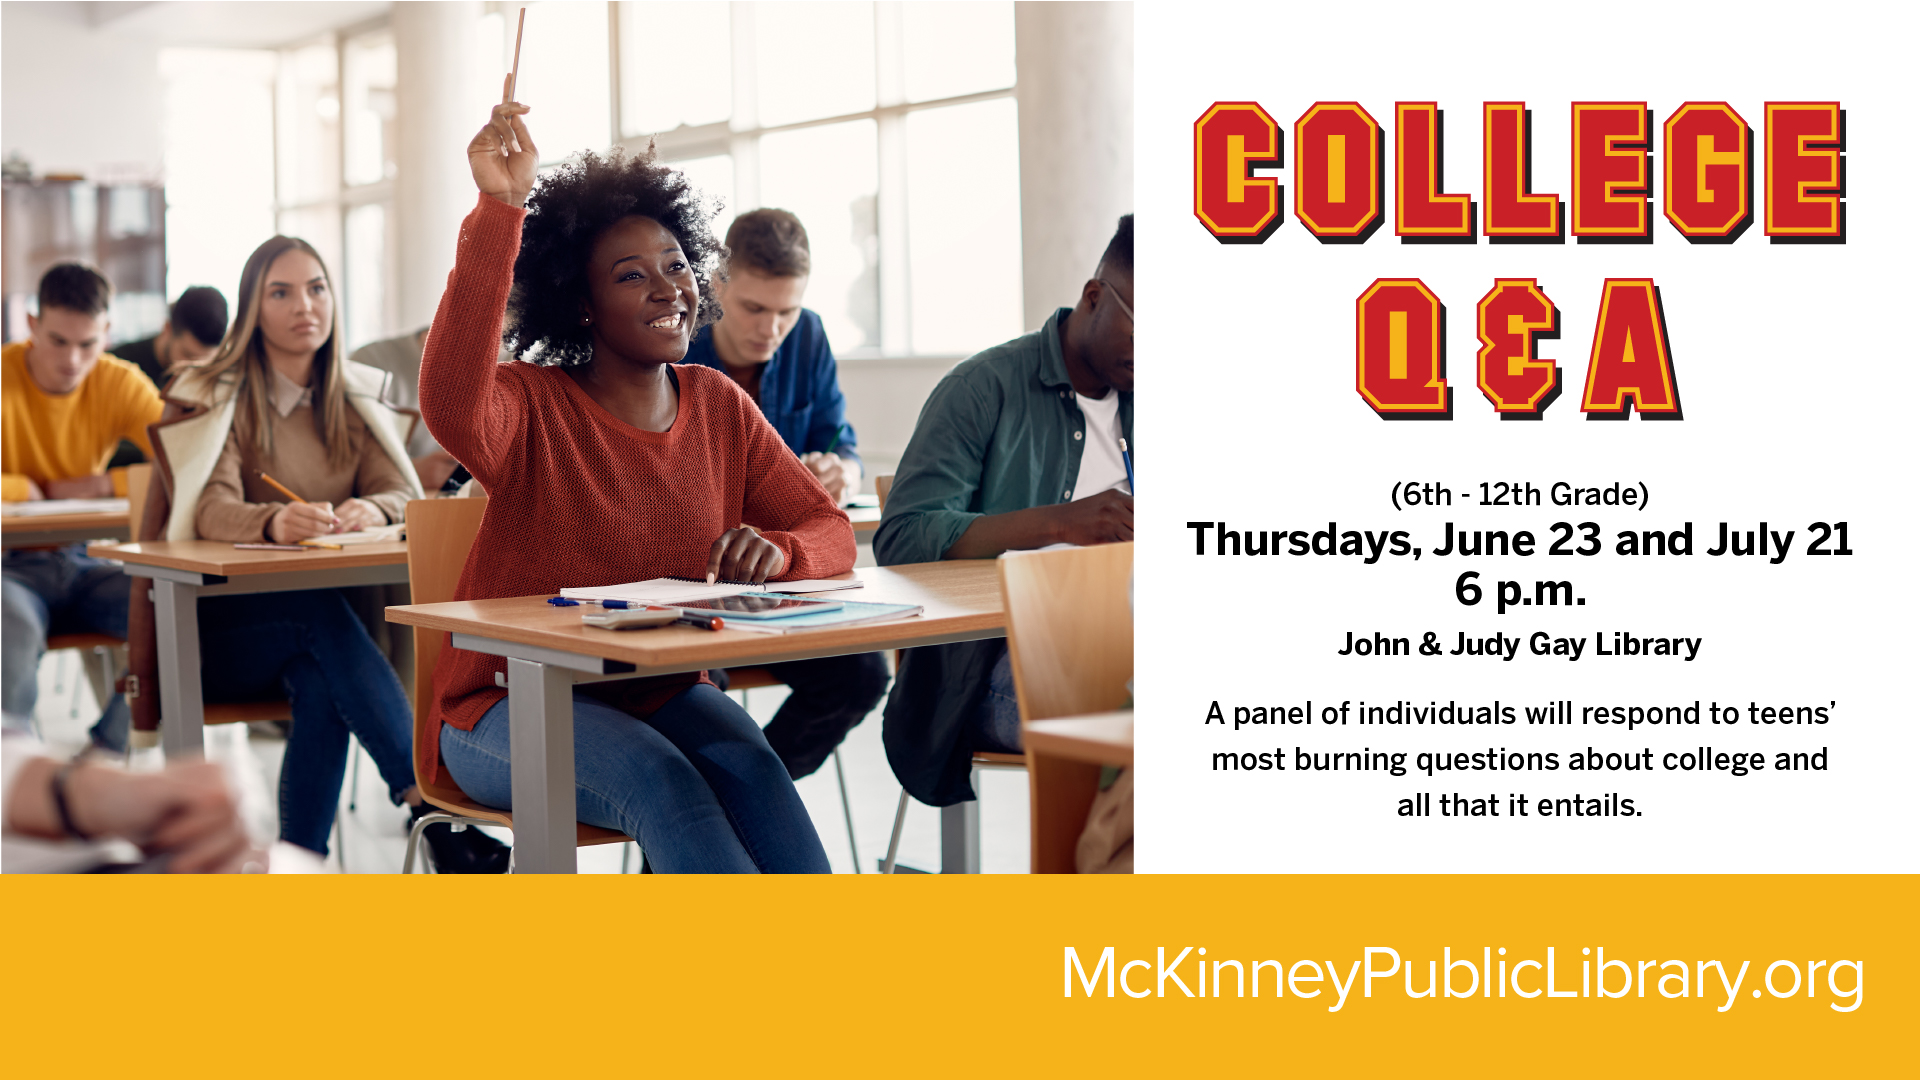 COLLEGE
Q&A
(6th - 12th Grade)
Thursdays, June 23 and July 21
6 p.m.
John & Judy Gay Library
A panel of individuals will respond to teens’
most burning questions about college and
all that it entails.
McKinneyPublicLibrary.org